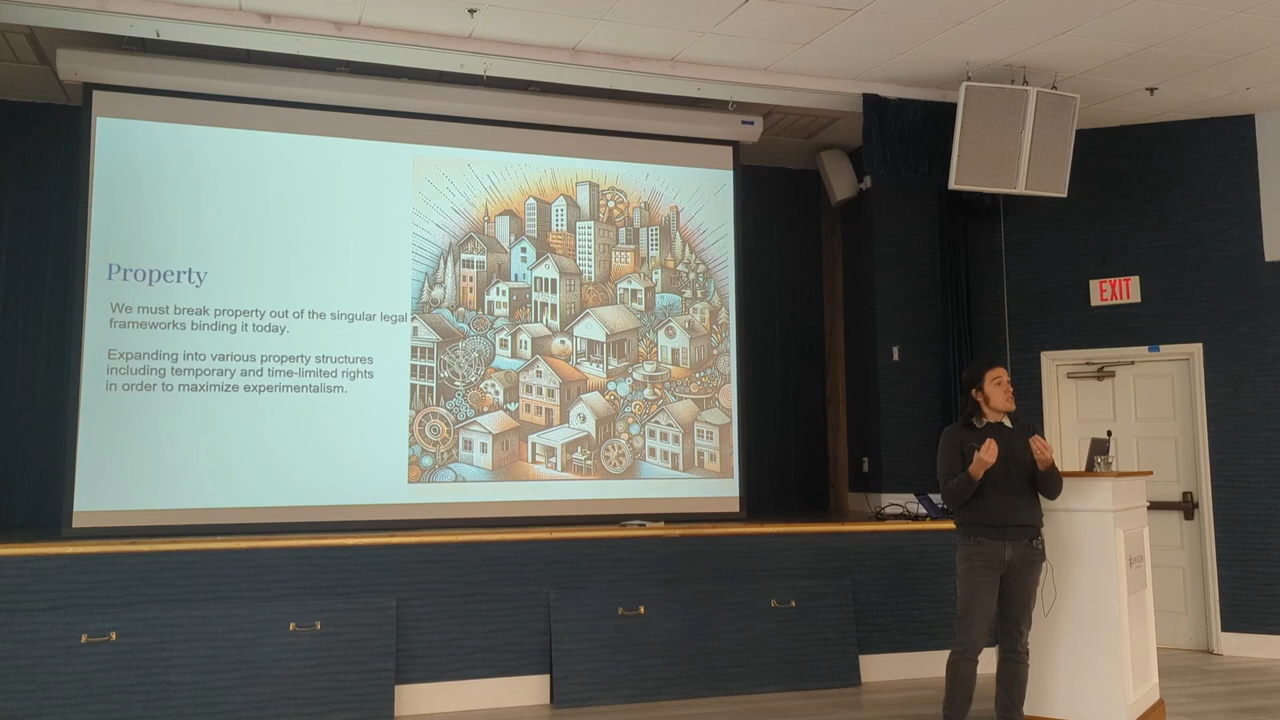 Property
We must break property out of the singular legal
frameworks binding it today.
Expanding into various property structures
including temporary and time-limited rights
in order to maximize experimentalism.
EXIT